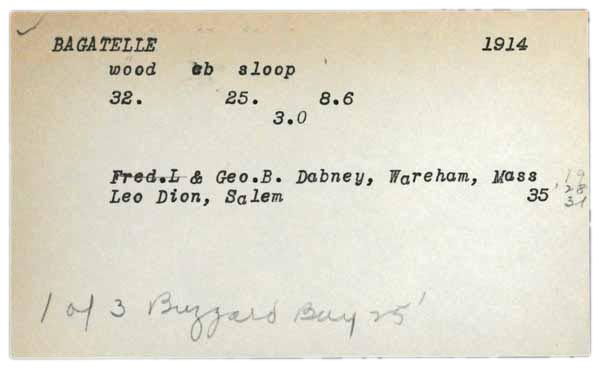 BAGATELLE 1914
wood cb sloop
32. 25. 8.6
3.0
Fred.L & Geo.B. Dabney, Wareham, Mass '19
'28
Leo Dion, Salem 35 31
1 of 3 Buzzard Bay 25'